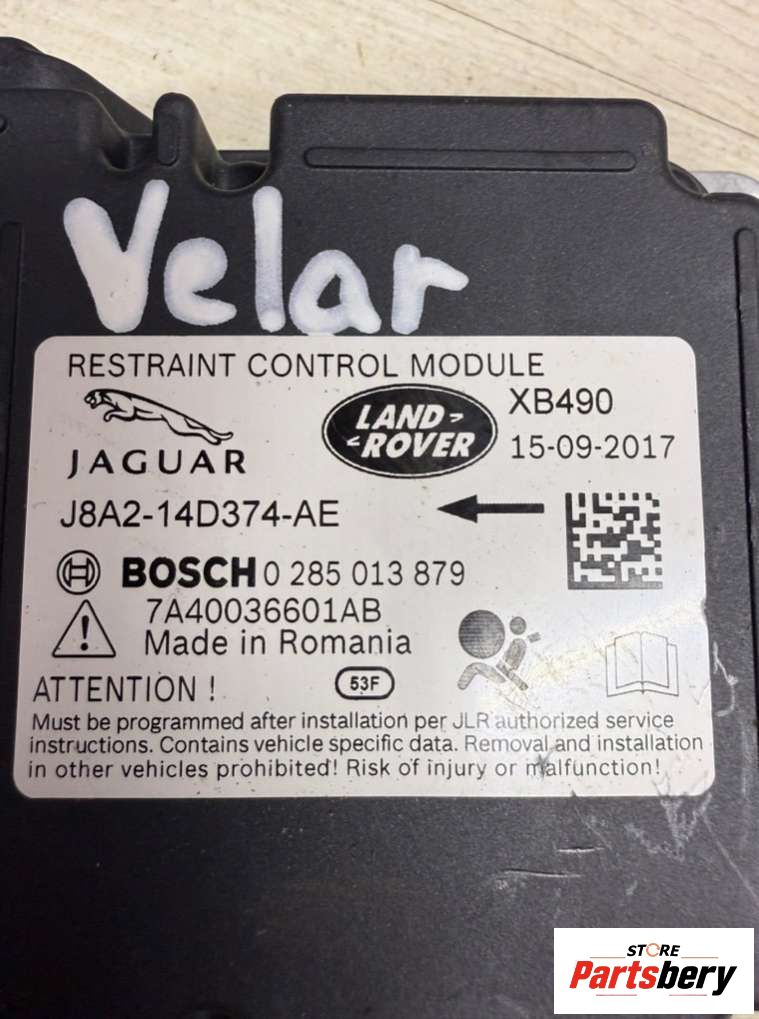 Velar
RESTRAINT CONTROL MODULE
JAGUAR
LAND-
ROVER
XB490
15-09-2017
J8A2-14D374-AE
BOSCH 0 285 013 879
7A40036601AB
Made in Romania
ATTENTION !
53F
Must be programmed after installation per JLR authorized service
instructions. Contains vehicle specific data. Removal and installation
in other vehicles prohibited! Risk of injury or malfunction!
STORE
Partsbery